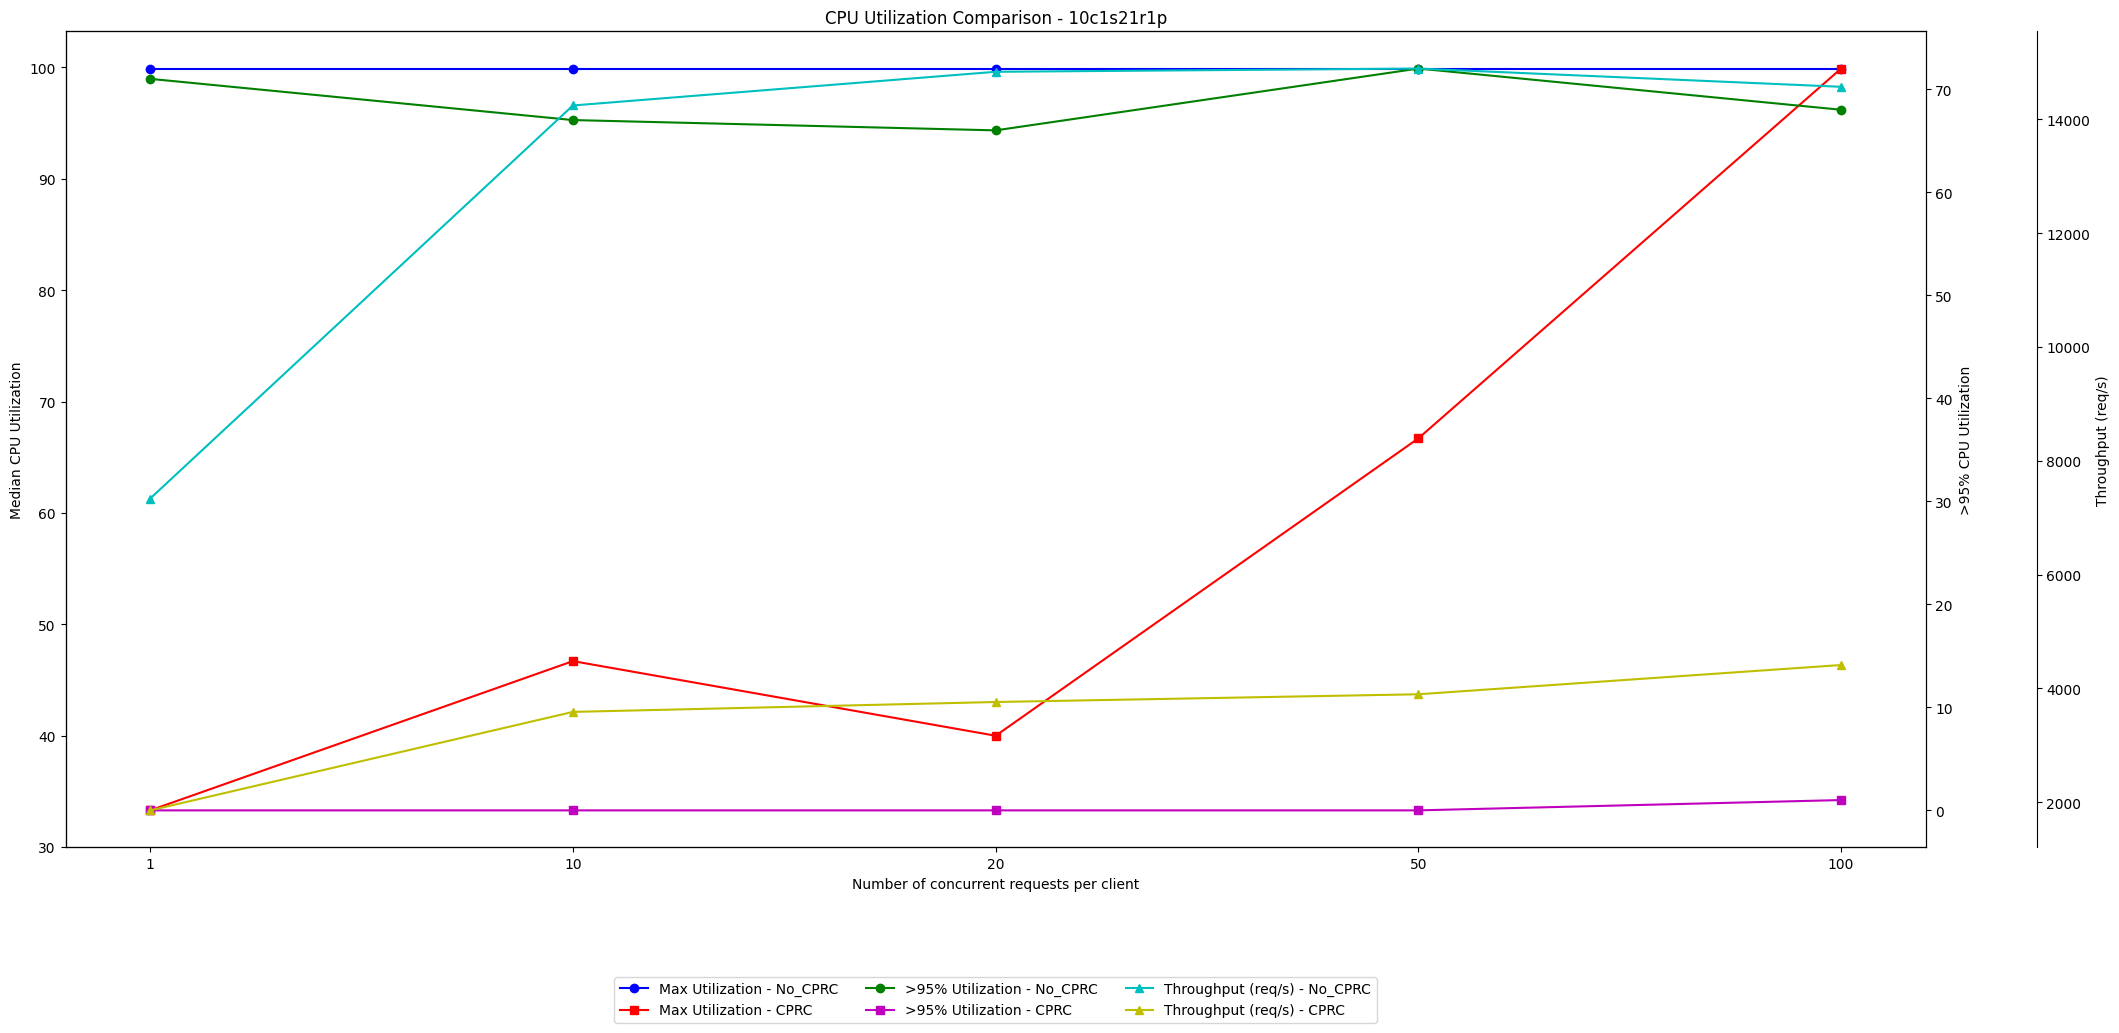 CPU Utilization Comparison - 10c1s21r1p
100
90
80
70
60
50
40
30
Median CPU Utilization
1
10
20
50
100
Number of concurrent requests per client
70
60
50
40
30
20
10
0
>95% CPU Utilization
14000
12000
10000
8000
6000
4000
2000
Throughput (req/s)
Max Utilization - No_CPRC
Max Utilization - CPRC
>95% Utilization - No_CPRC
>95% Utilization - CPRC
Throughput (req/s) - No_CPRC
Throughput (req/s) - CPRC